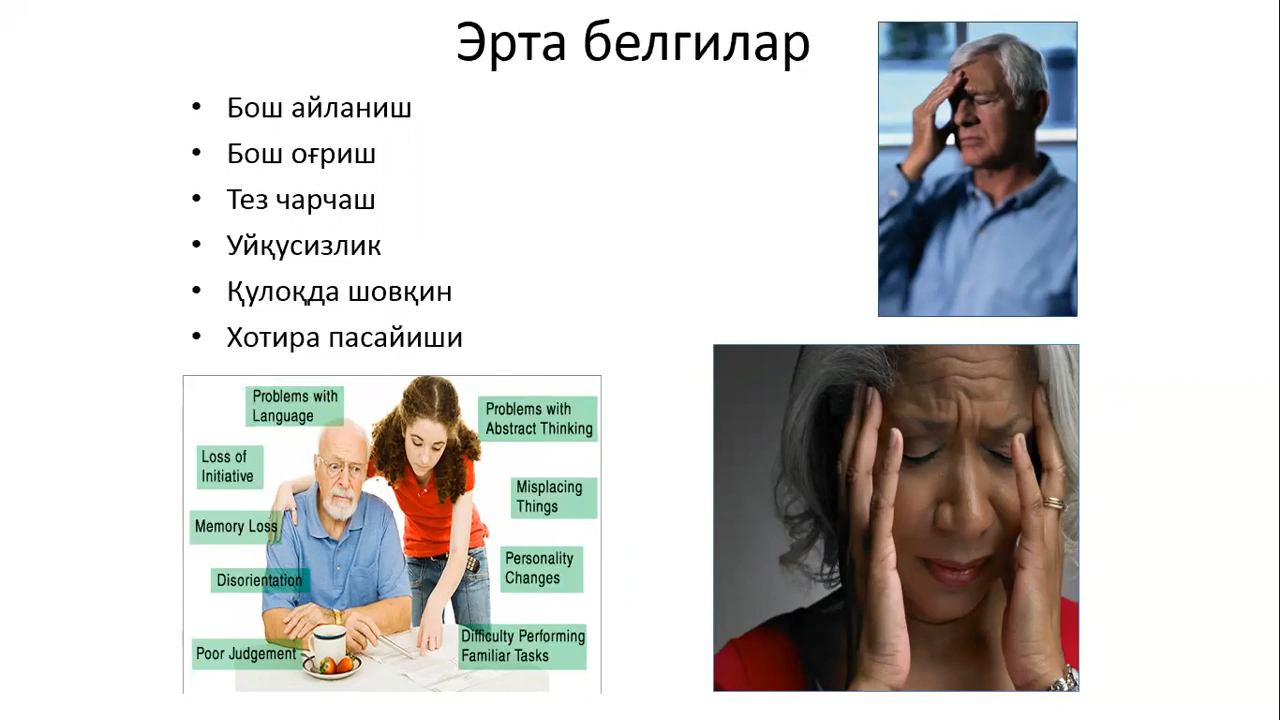 Эрта белгилар
• Бош айланиш
• Бош оғриш
• Тез чарчаш
• Уйқусизлик
• Қулоқда шовқин
• Хотира пасайиши
Problems with
Language
Problems with
Abstract Thinking
Loss of
Initiative
Misplacing
Things
Memory Loss
Personality
Changes
Disorientation
Difficulty Performing
Familiar Tasks
Poor Judgement